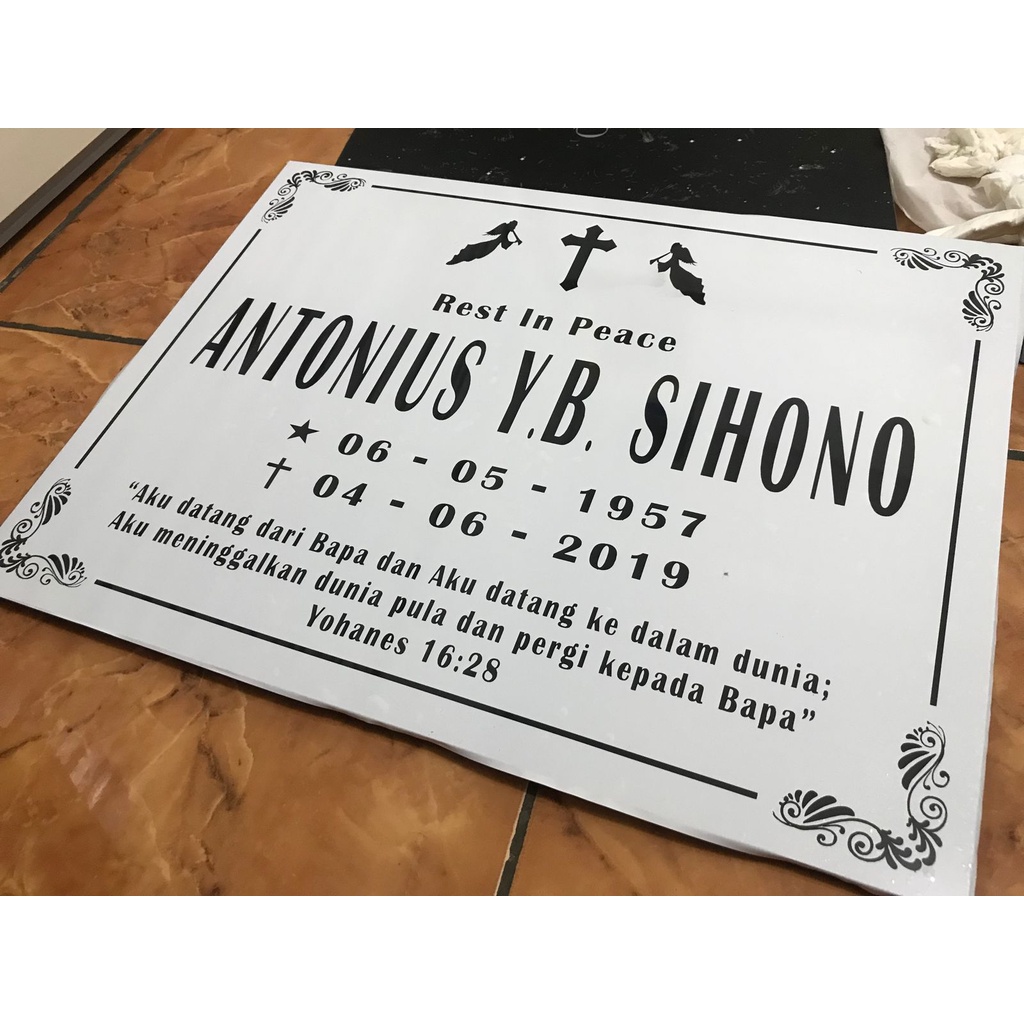 Rest In Peace
ANTONIUS Y.B. SIHONO
★ 06 - 05 - 1957
† 04 - 06 - 2019
“Aku datang dari Bapa dan Aku datang ke dalam dunia;
Aku meninggalkan dunia pula dan pergi kepada Bapa”
Yohanes 16:28